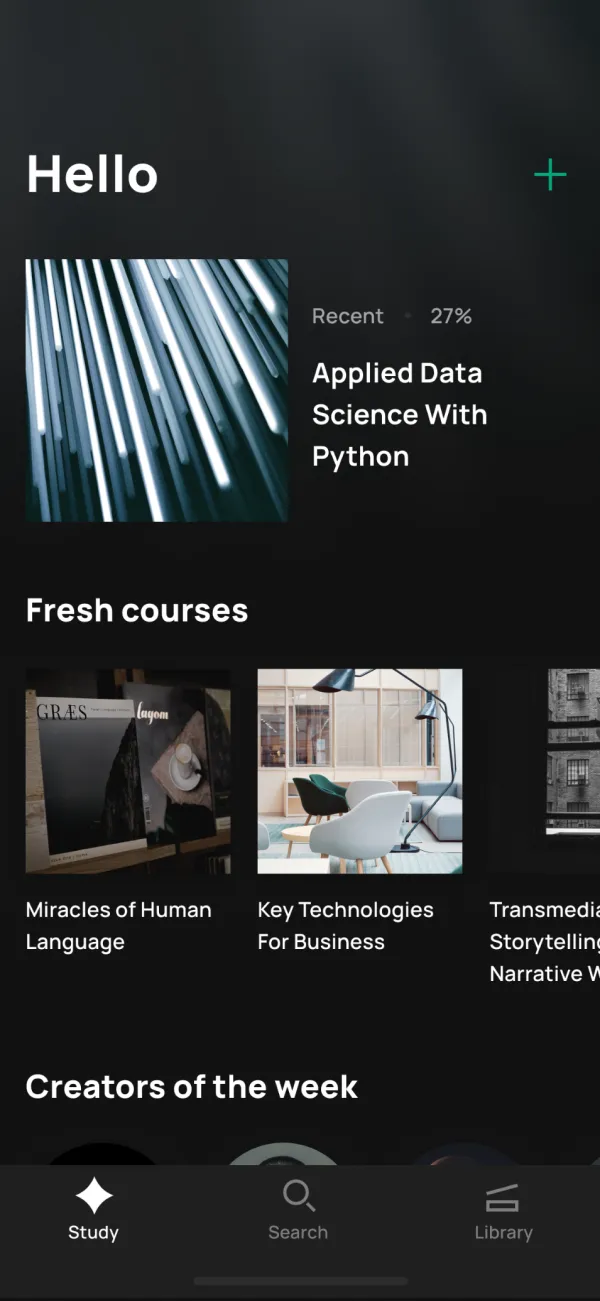 Hello
Recent • 27%
Applied Data
Science With
Python
Fresh courses
GRÆS
lagom
Miracles of Human
Language
Key Technologies
For Business
Transmedia
Storytelling
Narrative W
Creators of the week
Study
Search
Library